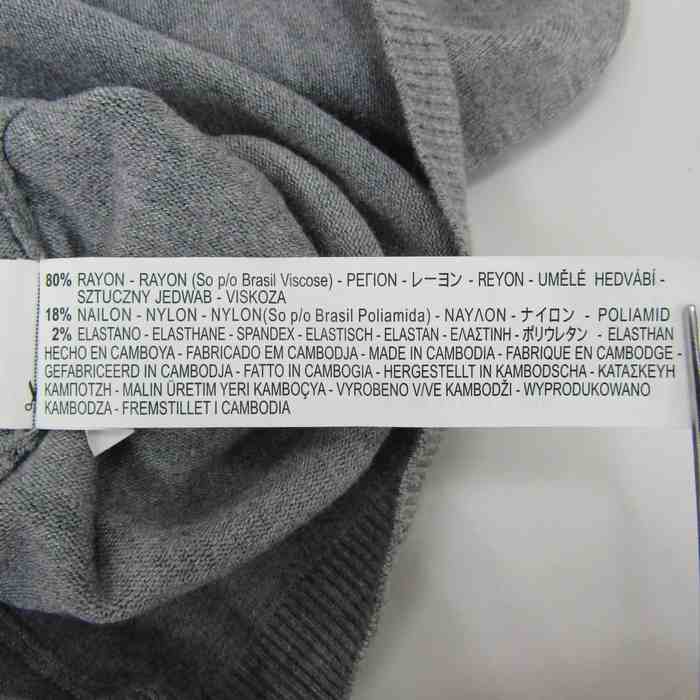 80% RAYON - RAYON (So p/o Brasil Viscose) - ΡΕΓΙΟΝ - レーヨン - REYON - UMĚLÉ HEDVÁBÍ -
SZTUCZNY JEDWAB - VISKOZA
18% NAILON - NYLON - NYLON(So p/o Brasil Poliamida) - ΝΑΥΛΟΝ - ナイロン - POLIAMID
2% ELASTANO - ELASTHANE - SPANDEX - ELASTISCH - ELASTAN - ΕΛΑΣΤΙΝΗ - ポリウレタン - ELASTHAN
HECHO EN CAMBOYA - FABRICADO EM CAMBODJA - MADE IN CAMBODIA - FABRIQUE EN CAMBODGE -
GEFABRICEERD IN CAMBODJA - FATTO IN CAMBOGIA - HERGESTELLT IN KAMBODSCHA - ΚΑΤΑΣΚΕΥΗ
ΚΑΜΠΟΤΖΗ - MALIN ÜRETIM YERI KAMBOÇYA - VYROBENO V/VE KAMBODŽI - WYPRODUKOWANO
KAMBODZA - FREMSTILLET I CAMBODIA